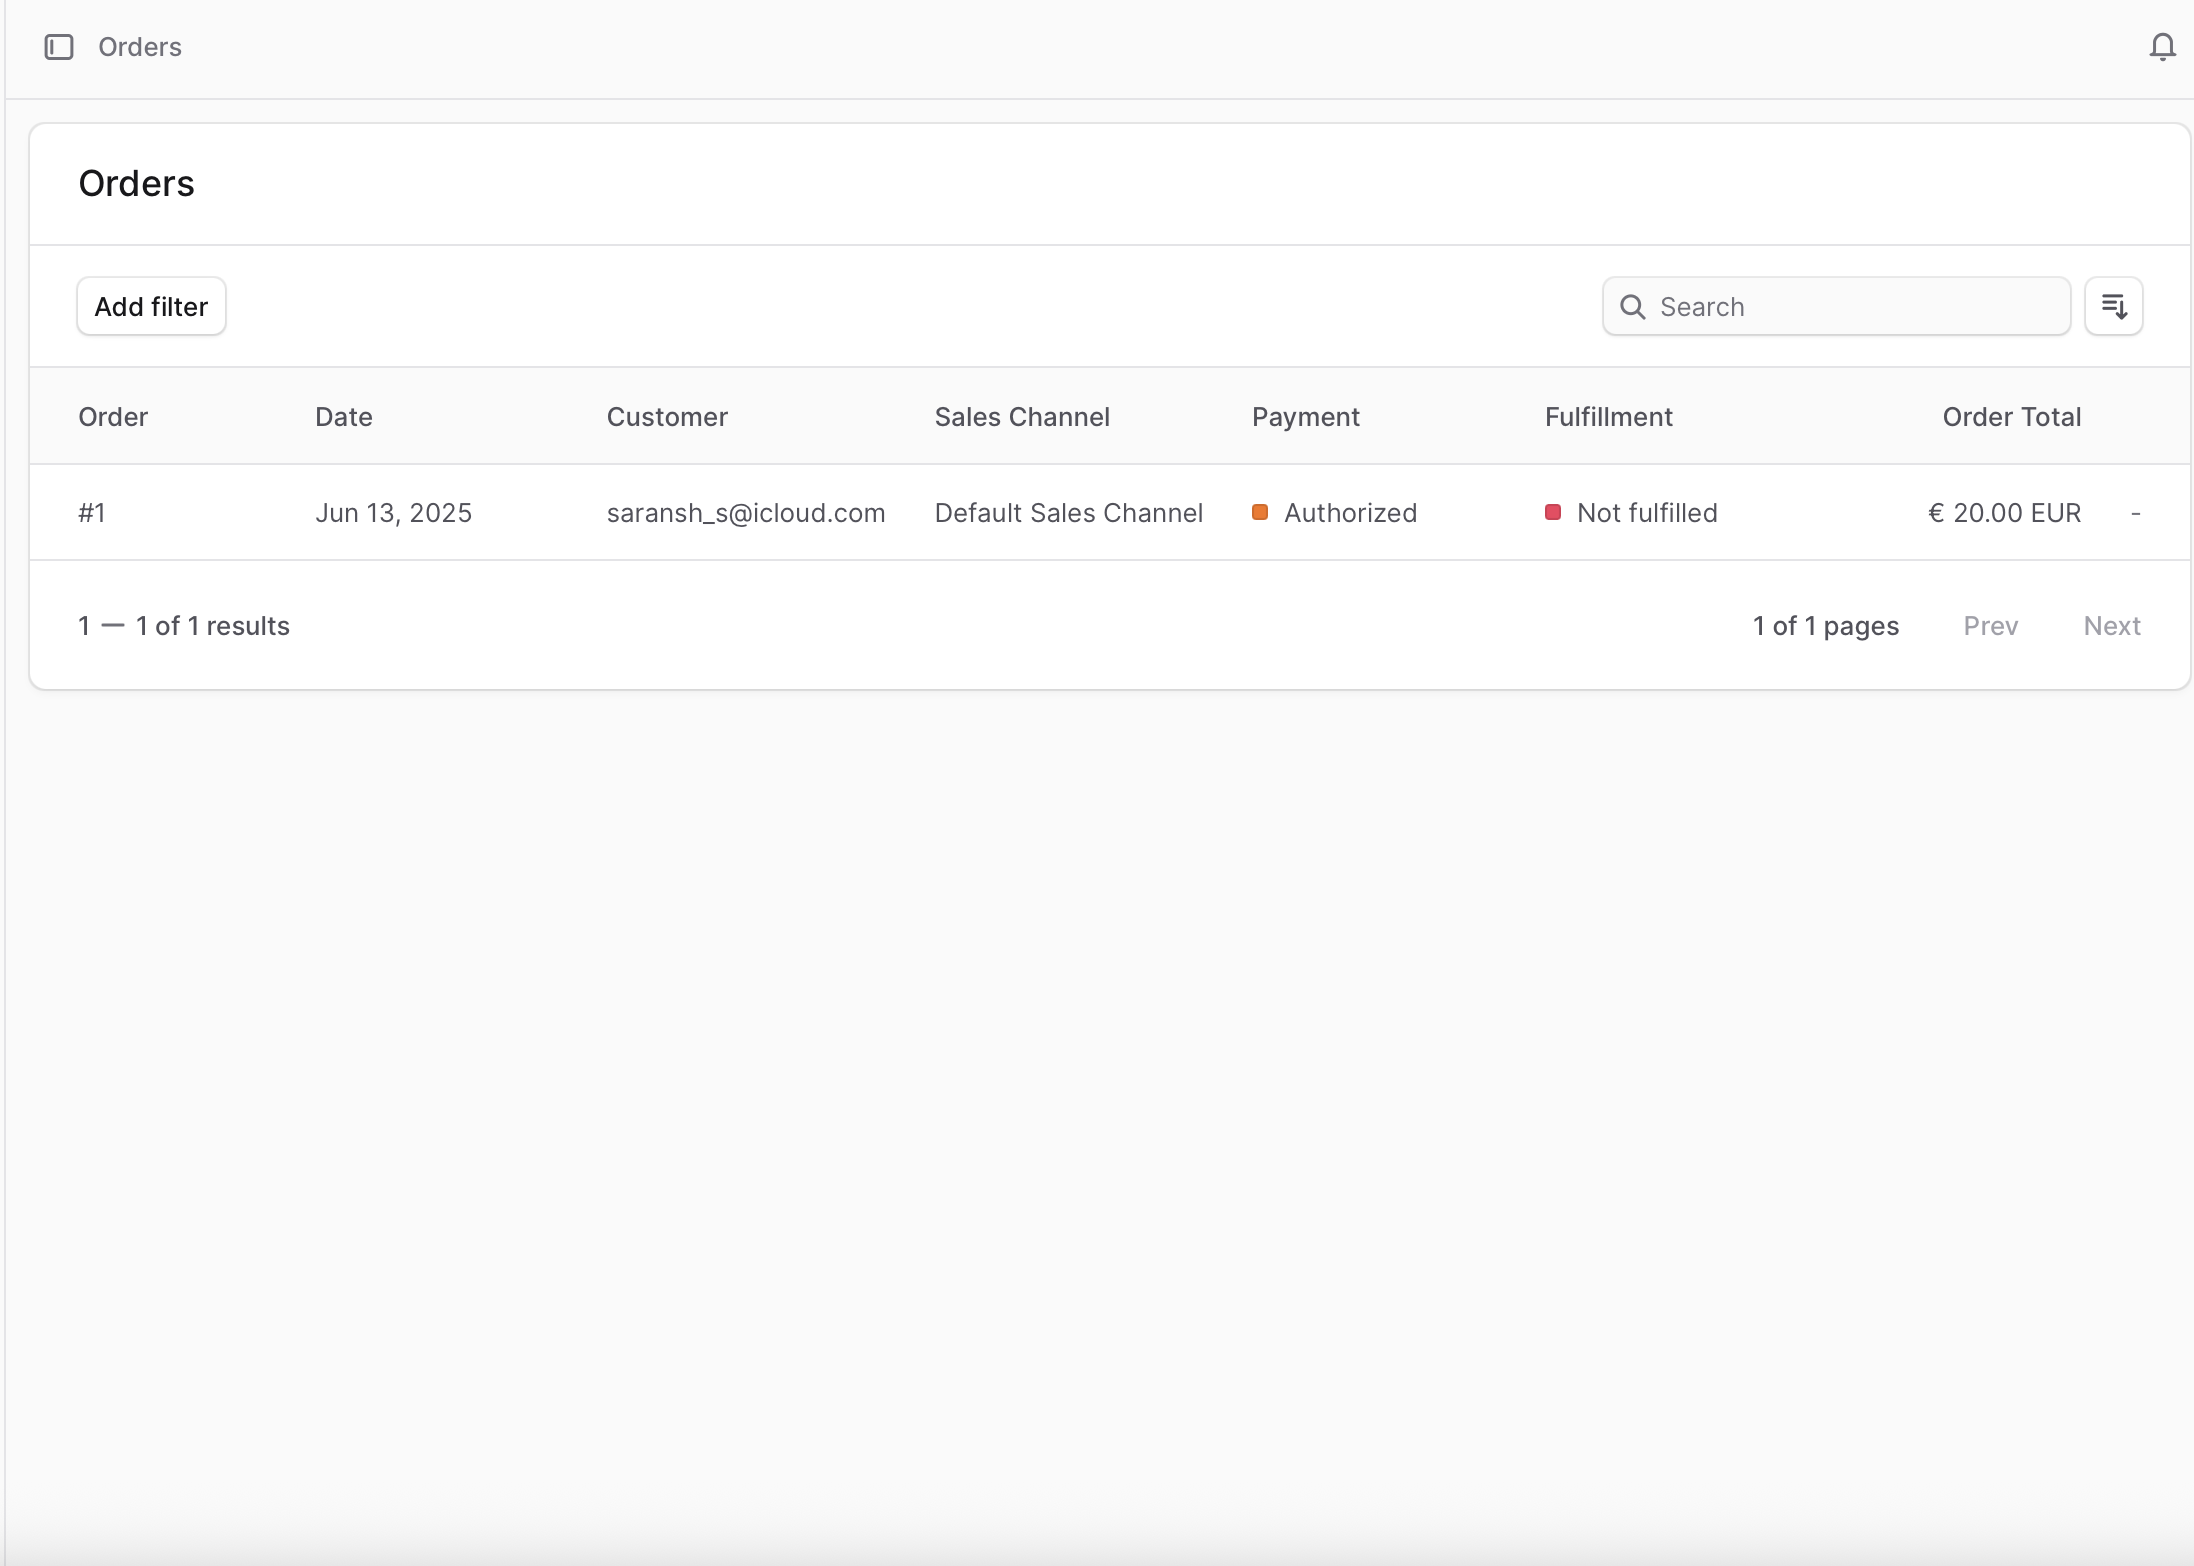 Orders
Orders
Add filter
Search
Order Date Customer Sales Channel Payment Fulfillment Order Total
#1 Jun 13, 2025 saransh_s@icloud.com Default Sales Channel Authorized Not fulfilled € 20.00 EUR -
1 — 1 of 1 results 1 of 1 pages Prev Next